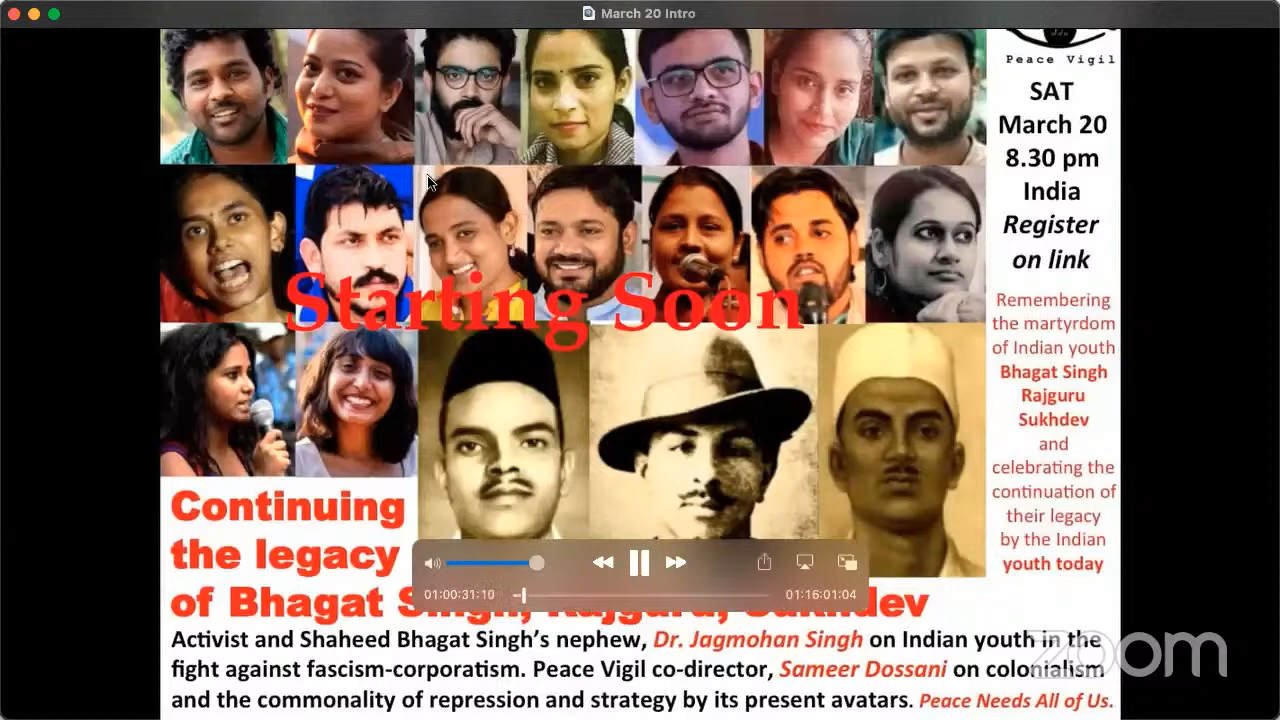 March 20 Intro
Peace Vigil
SAT
March 20
8.30 pm
India
Register
on link
Starting Soon
Remembering
the martyrdom
of Indian youth
Bhagat Singh
Rajguru
Sukhdev
and
celebrating the
continuation of
their legacy
by the Indian
youth today
Continuing
the legacy
of Bhagat Singh, Rajguru, Sukhdev
01:00:31:10
01:16:01:04
Activist and Shaheed Bhagat Singh’s nephew, Dr. Jagmohan Singh on Indian youth in the
fight against fascism-corporatism. Peace Vigil co-director, Sameer Dossani on colonialism
and the commonality of repression and strategy by its present avatars. Peace Needs All of Us.
zoom